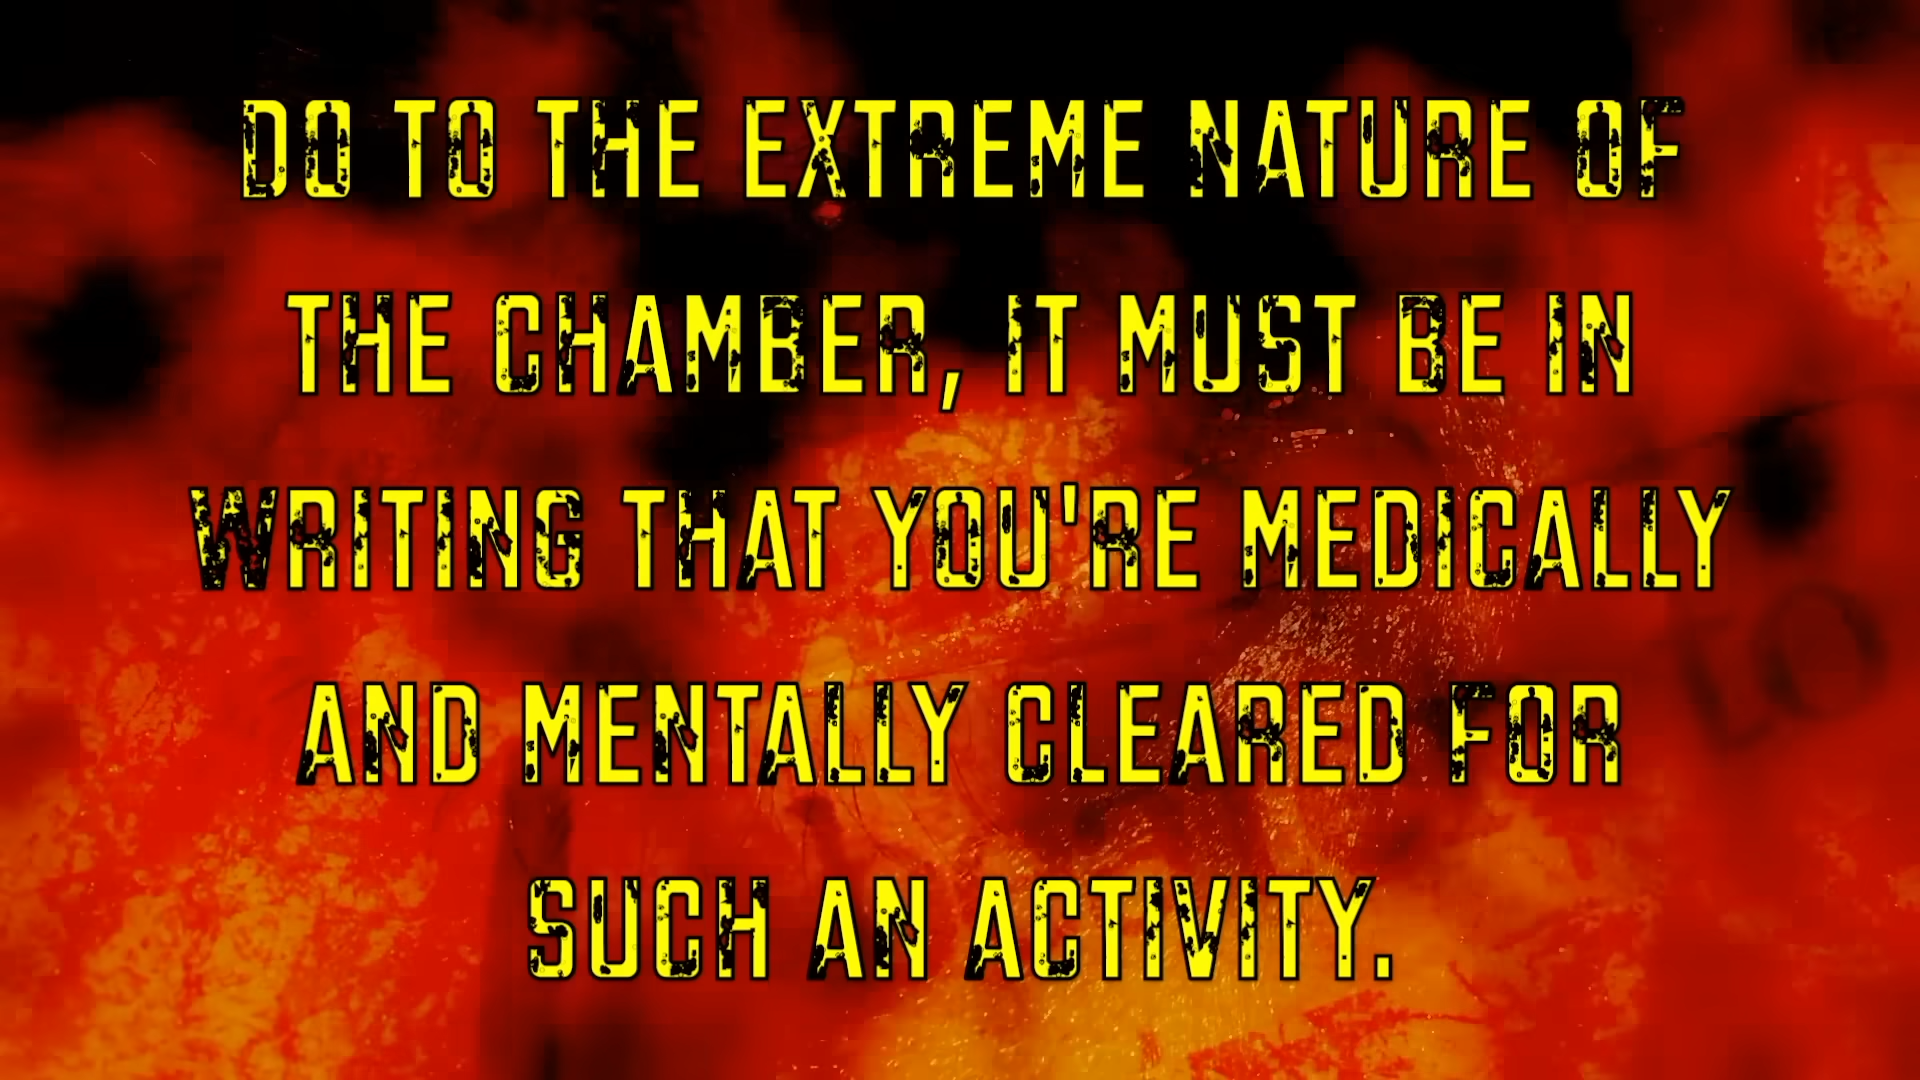 DO TO THE EXTREME NATURE OF
THE CHAMBER, IT MUST BE IN
WRITING THAT YOU'RE MEDICALLY
AND MENTALLY CLEARED FOR
SUCH AN ACTIVITY.